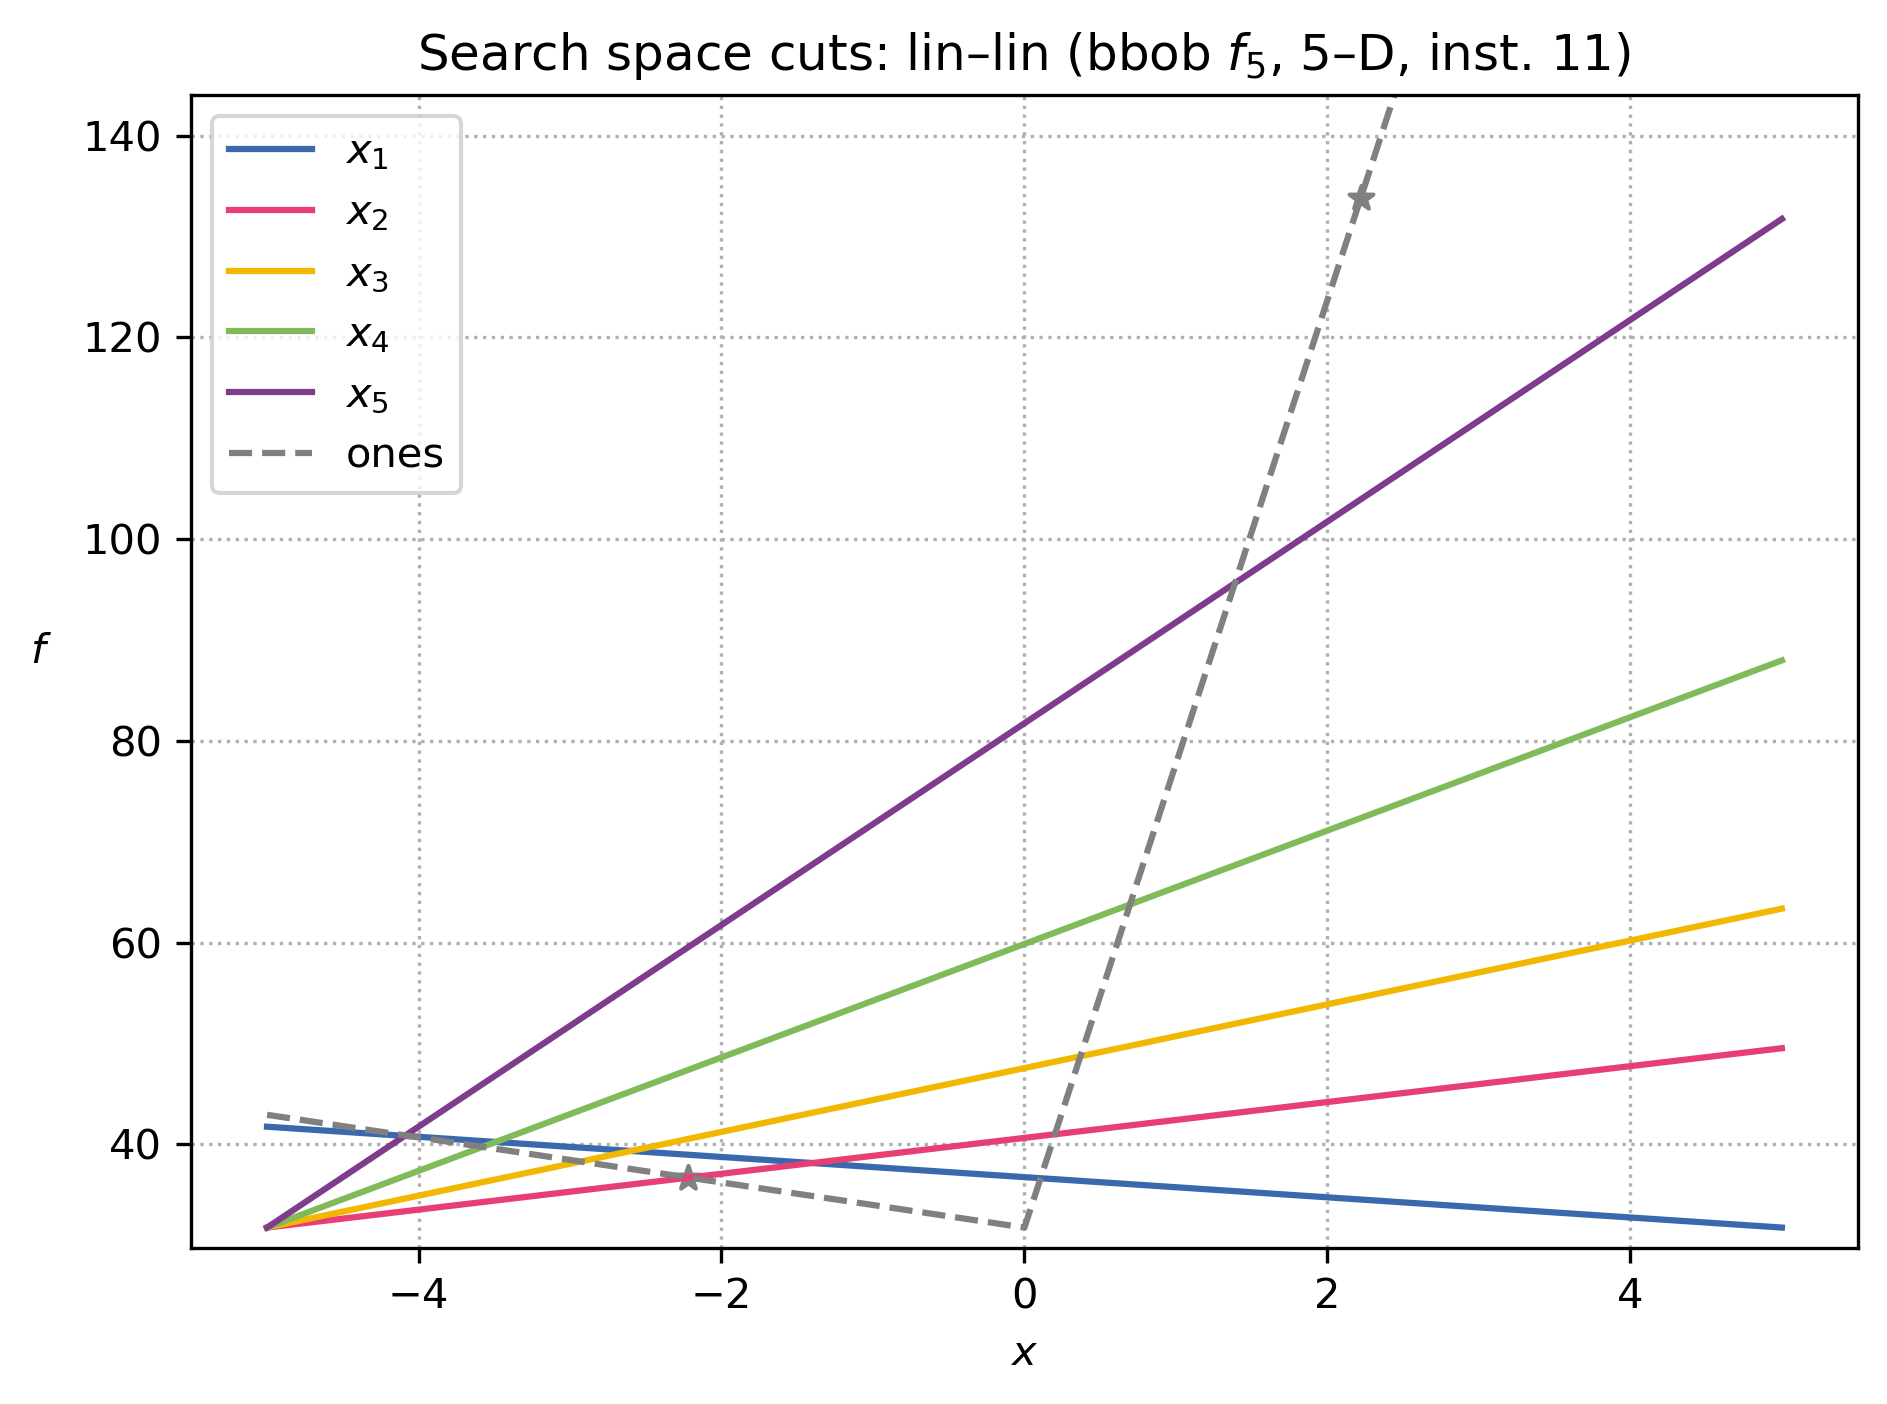 Search space cuts: lin–lin (bbob f₅, 5–D, inst. 11)
140
120
100
80
60
40
f
x₁
x₂
x₃
x₄
x₅
ones
−4 −2 0 2 4
x